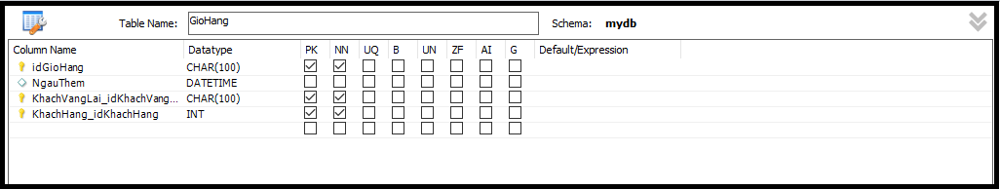 Table Name: GioHang Schema: mydb
Column Name Datatype PK NN UQ B UN ZF AI G Default/Expression
idGioHang CHAR(100)
NgauThem DATETIME
KhachVangLai_idKhachVang... CHAR(100)
KhachHang_idKhachHang INT